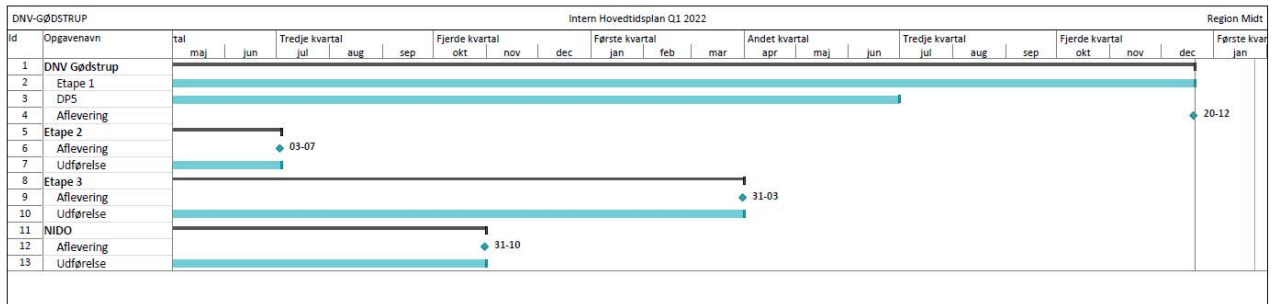 DNV-GØDSTRUP Intern Hovedtidsplan Q1 2022 Region Midt
Id Opgavenavn tal Tredje kvartal Fjerde kvartal Første kvartal Andet kvartal Tredje kvartal Fjerde kvartal Første kvar
maj jun jul aug sep okt nov dec jan feb mar apr maj jun jul aug sep okt nov dec jan
1 DNV Gødstrup
2 Etape 1
3 DP5
4 Aflevering 20-12
5 Etape 2
6 Aflevering 03-07
7 Udførelse
8 Etape 3
9 Aflevering 31-03
10 Udførelse
11 NIDO
12 Aflevering 31-10
13 Udførelse